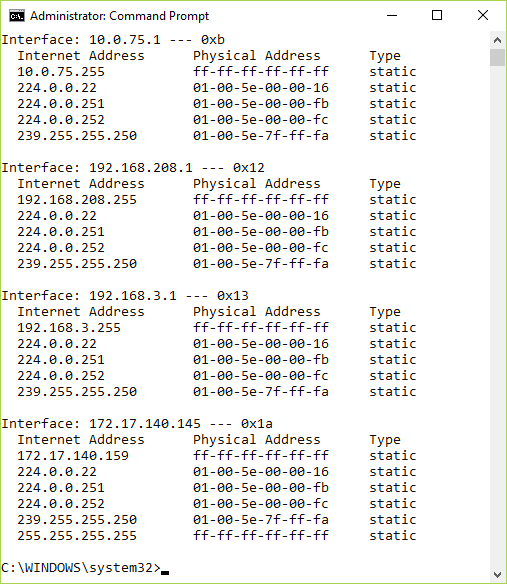 Administrator: Command Prompt
Interface: 10.0.75.1 --- 0xb
  Internet Address      Physical Address      Type
  10.0.75.255           ff-ff-ff-ff-ff-ff     static
  224.0.0.22            01-00-5e-00-00-16     static
  224.0.0.251           01-00-5e-00-00-fb     static
  224.0.0.252           01-00-5e-00-00-fc     static
  239.255.255.250       01-00-5e-7f-ff-fa     static

Interface: 192.168.208.1 --- 0x12
  Internet Address      Physical Address      Type
  192.168.208.255       ff-ff-ff-ff-ff-ff     static
  224.0.0.22            01-00-5e-00-00-16     static
  224.0.0.251           01-00-5e-00-00-fb     static
  224.0.0.252           01-00-5e-00-00-fc     static
  239.255.255.250       01-00-5e-7f-ff-fa     static

Interface: 192.168.3.1 --- 0x13
  Internet Address      Physical Address      Type
  192.168.3.255         ff-ff-ff-ff-ff-ff     static
  224.0.0.22            01-00-5e-00-00-16     static
  224.0.0.251           01-00-5e-00-00-fb     static
  224.0.0.252           01-00-5e-00-00-fc     static
  239.255.255.250       01-00-5e-7f-ff-fa     static

Interface: 172.17.140.145 --- 0x1a
  Internet Address      Physical Address      Type
  172.17.140.159        ff-ff-ff-ff-ff-ff     static
  224.0.0.22            01-00-5e-00-00-16     static
  224.0.0.251           01-00-5e-00-00-fb     static
  224.0.0.252           01-00-5e-00-00-fc     static
  239.255.255.250       01-00-5e-7f-ff-fa     static
  255.255.255.255       ff-ff-ff-ff-ff-ff     static

C:\WINDOWS\system32>